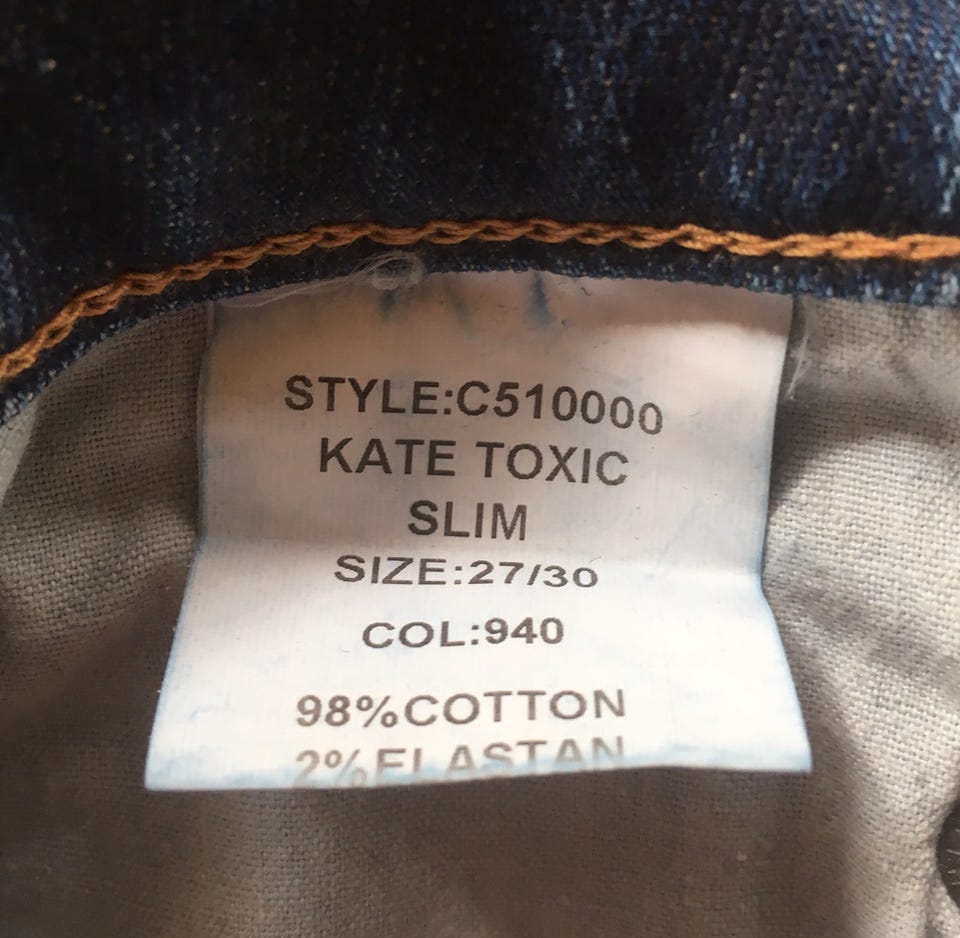 STYLE:C510000
KATE TOXIC
SLIM
SIZE:27/30
COL:940
98%COTTON
2%ELASTAN